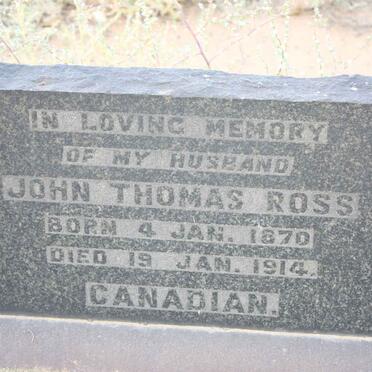 IN LOVING MEMORY
OF MY HUSBAND
JOHN THOMAS ROSS
BORN 4 JAN. 1870
DIED 19 JAN. 1914.
CANADIAN.